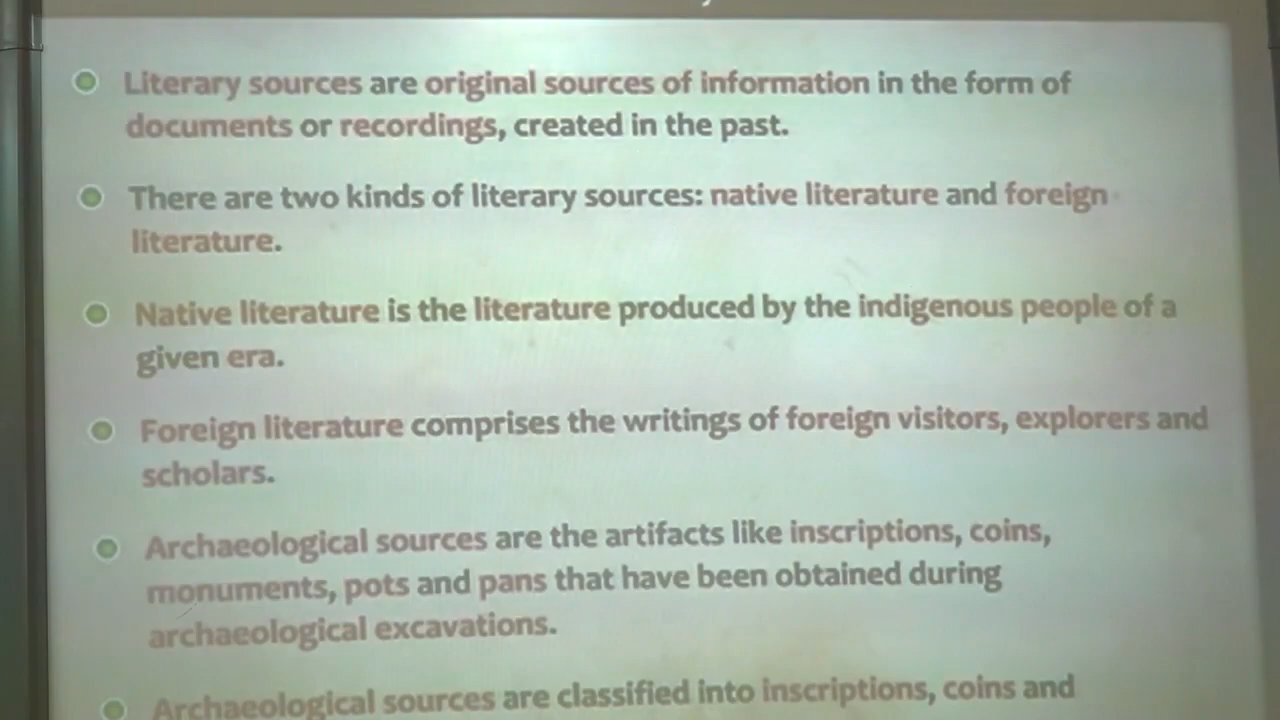 Literary sources are original sources of information in the form of
documents or recordings, created in the past.
There are two kinds of literary sources: native literature and foreign
literature.
Native literature is the literature produced by the indigenous people of a
given era.
Foreign literature comprises the writings of foreign visitors, explorers and
scholars.
Archaeological sources are the artifacts like inscriptions, coins,
monuments, pots and pans that have been obtained during
archaeological excavations.
Archaeological sources are classified into inscriptions, coins and